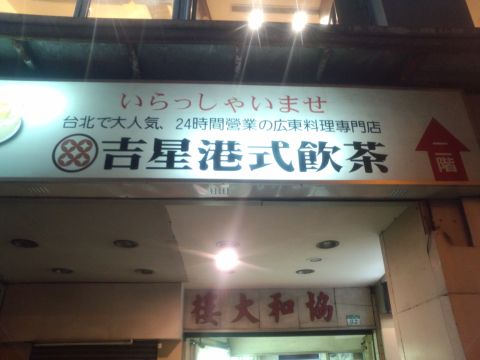 いらっしゃいませ
台北で大人気、24時間營業の広東料理専門店
吉星港式飲茶
二階
協和大樓